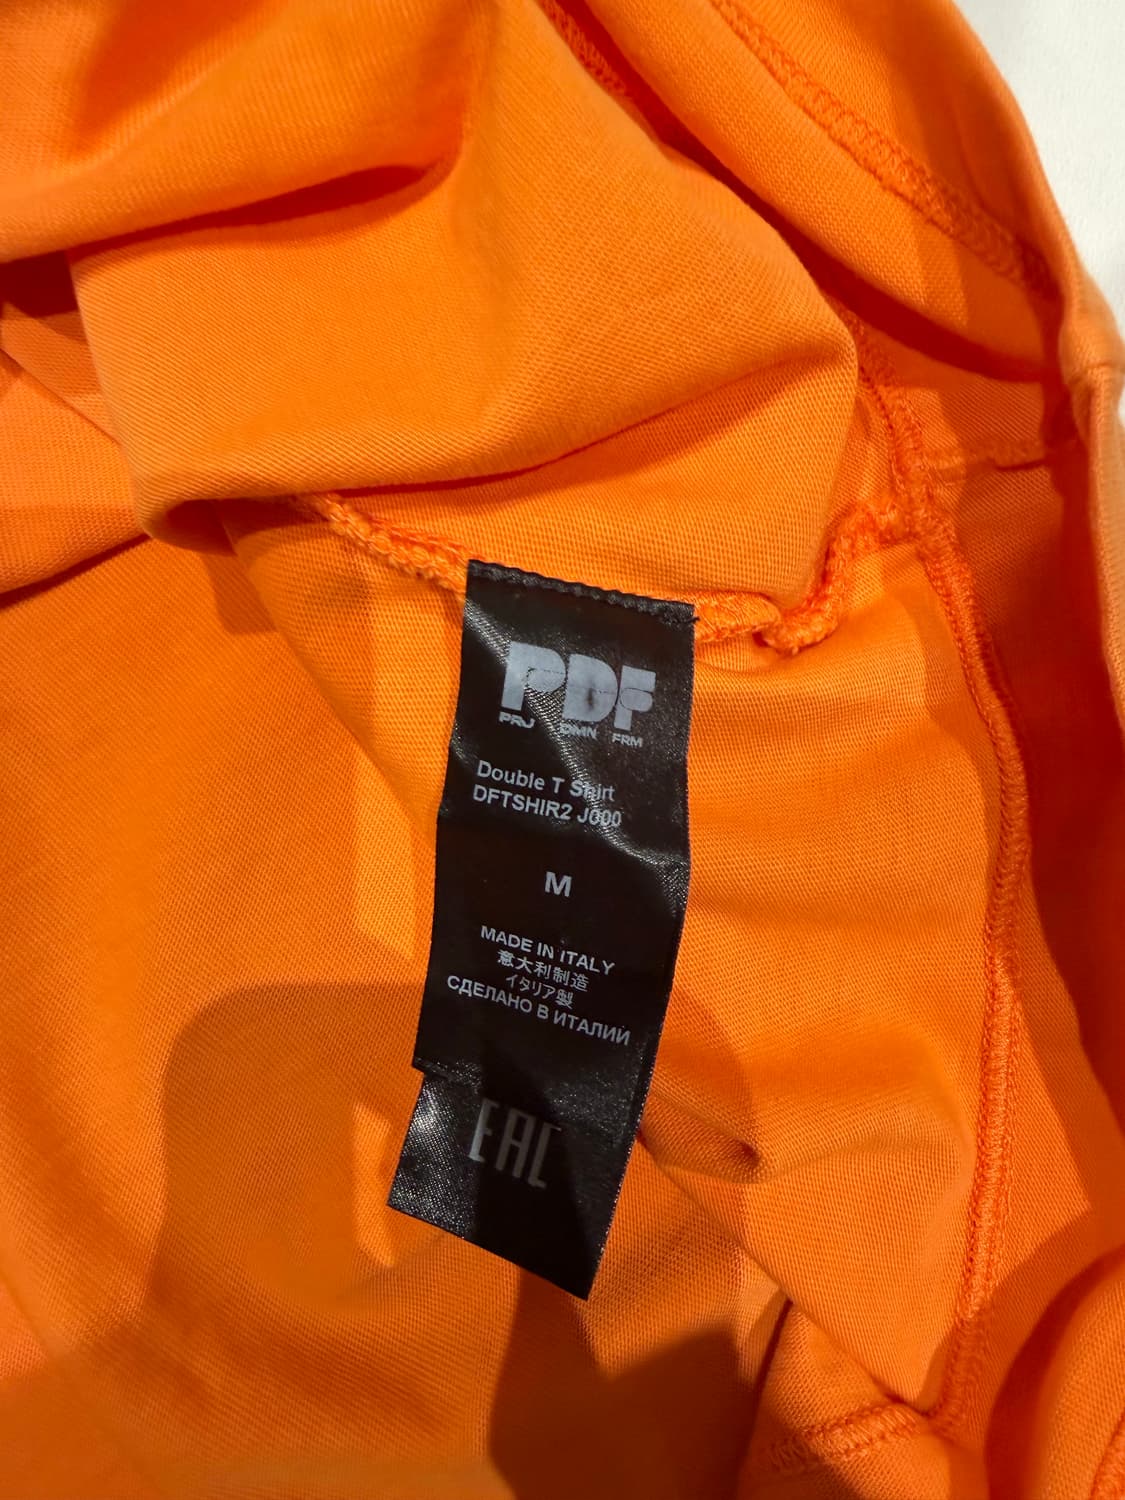 PDF
PRJ DMN FRM
Double T Shirt
DFTSHIR2 J000
M
MADE IN ITALY
意大利制造
イタリア製
СДЕЛАНО В ИТАЛИИ
EAC